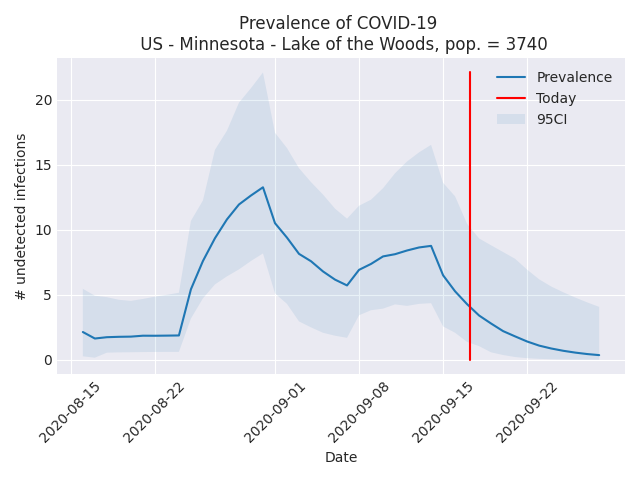 Prevalence of COVID-19
US - Minnesota - Lake of the Woods, pop. = 3740
Prevalence
Today
95CI
# undetected infections
20
15
10
5
0
2020-08-15
2020-08-22
2020-09-01
2020-09-08
2020-09-15
2020-09-22
Date